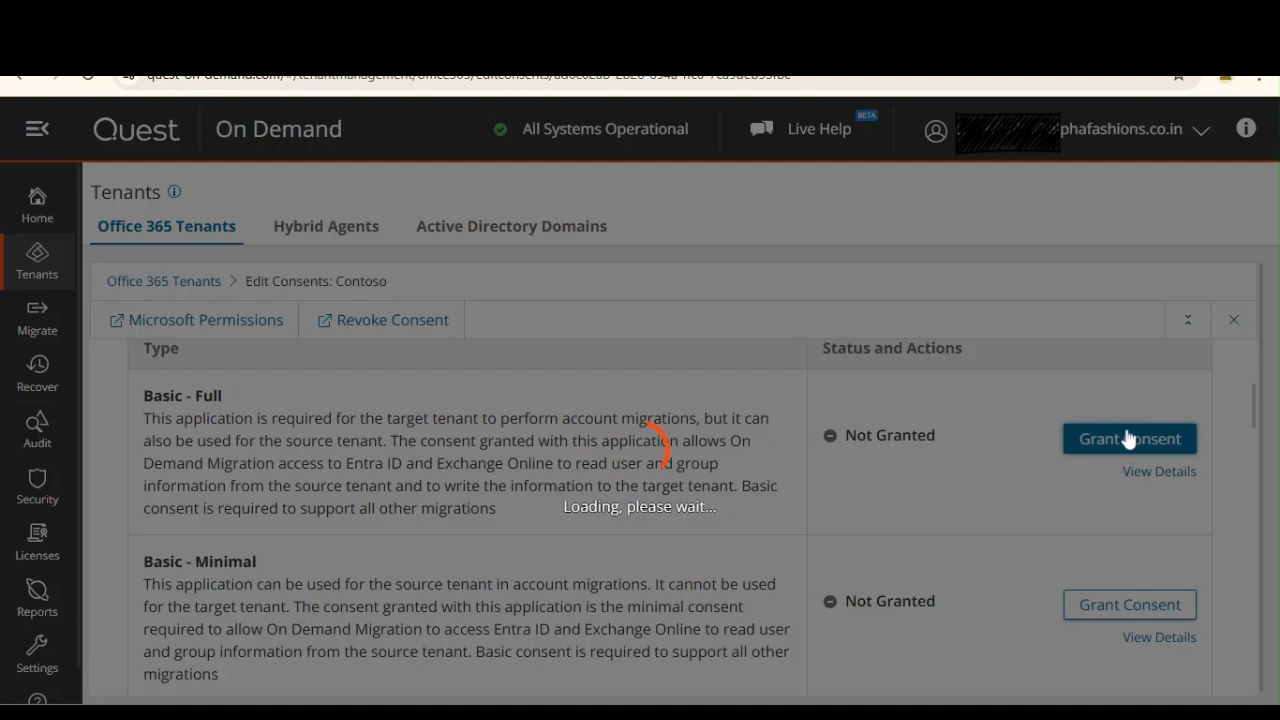 Quest
On Demand
All Systems Operational
Live Help
BETA
phafashions.co.in
Home
Tenants
Migrate
Recover
Audit
Security
Licenses
Reports
Settings
Tenants
Office 365 Tenants
Hybrid Agents
Active Directory Domains
Office 365 Tenants > Edit Consents: Contoso
Microsoft Permissions
Revoke Consent
Type
Status and Actions
Basic - Full
This application is required for the target tenant to perform account migrations, but it can
also be used for the source tenant. The consent granted with this application allows On
Demand Migration access to Entra ID and Exchange Online to read user and group
information from the source tenant and to write the information to the target tenant. Basic
consent is required to support all other migrations
Not Granted
Grant Consent
View Details
Loading, please wait...
Basic - Minimal
This application can be used for the source tenant in account migrations. It cannot be used
for the target tenant. The consent granted with this application is the minimal consent
required to allow On Demand Migration to access Entra ID and Exchange Online to read user
and group information from the source tenant. Basic consent is required to support all other
migrations
Not Granted
Grant Consent
View Details